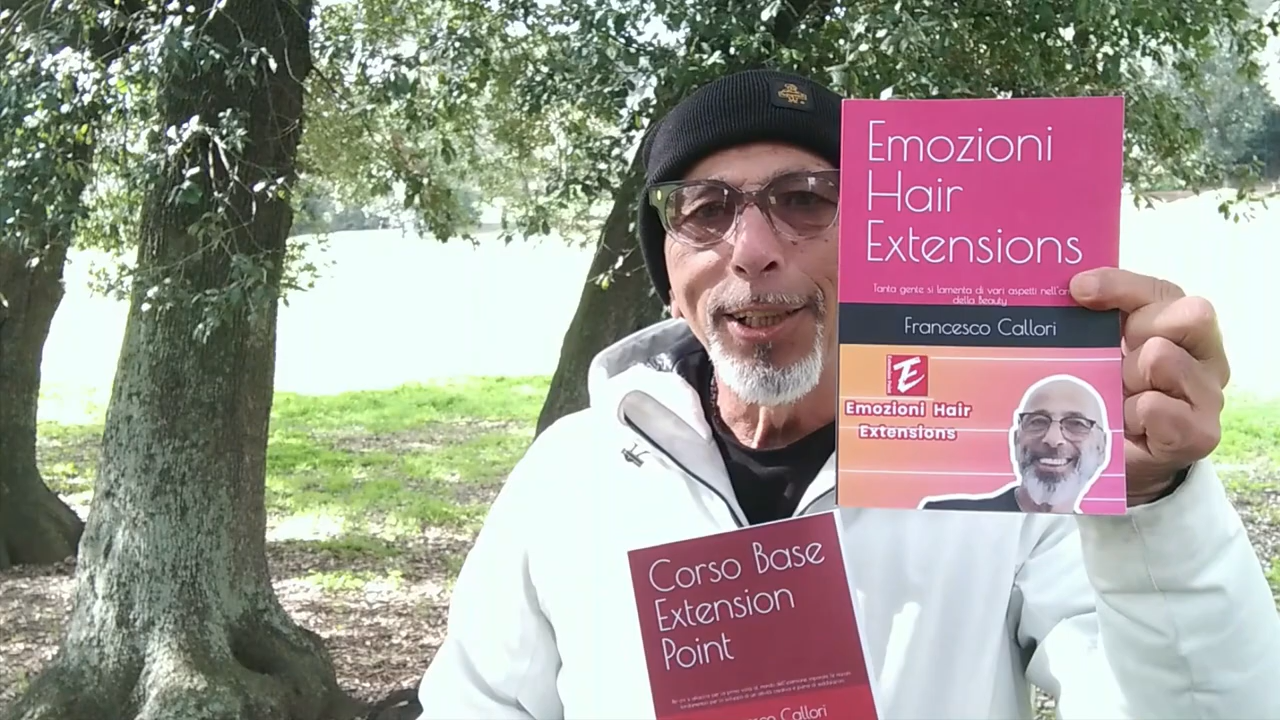 Emozioni
Hair
Extensions
Tanta gente si lamenta di vari aspetti nell'ar
della Beauty
Francesco Callori
Emozioni Hair
Extensions
Corso Base
Extension
Point
Callori